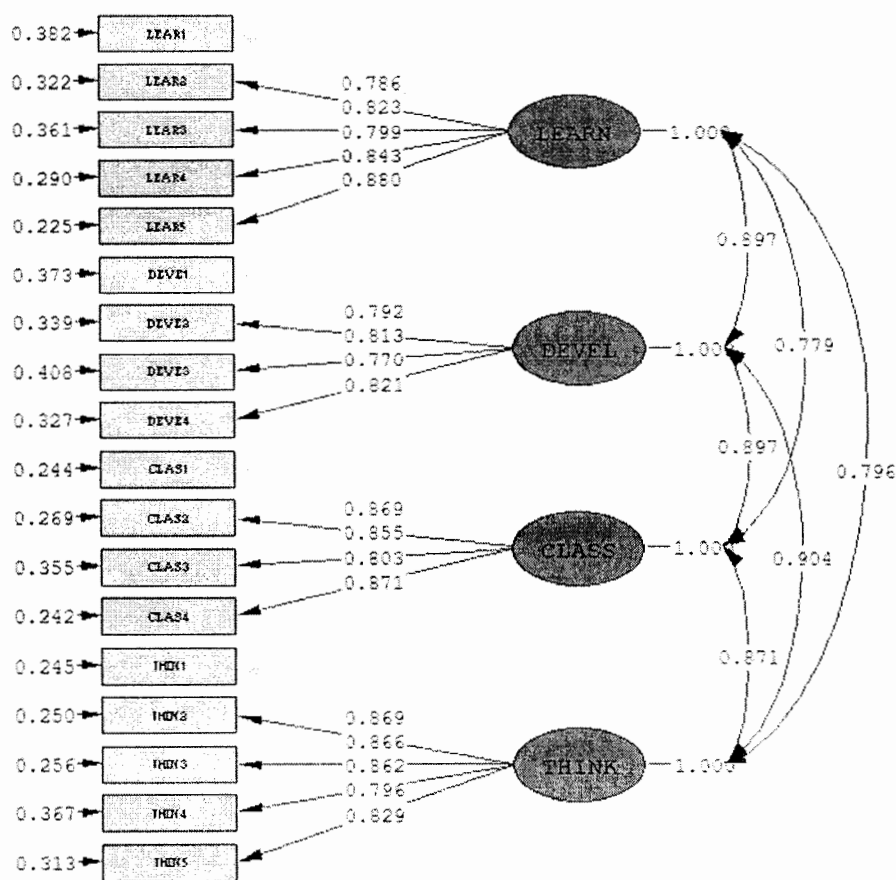 0.382 LEAR1
0.322 LEAR2 0.786
0.823
LEARN 1.000
0.361 LEAR3 0.799
0.843
0.290 LEAR4
0.880
0.225 LEAR5
0.897
0.373 DEVE1
0.339 DEVE2 0.792
0.813
DEVEL 1.00
0.779
0.408 DEVE3 0.770
0.821
0.327 DEVE4
0.897
0.244 CLAS1
0.796
0.269 CLAS2 0.869
0.855
CLASS 1.00
0.904
0.355 CLAS3 0.803
0.871
0.242 CLAS4
0.871
0.245 THIN1
0.250 THIN2 0.869
0.866
0.256 THIN3 0.862
THINK 1.000
0.796
0.367 THIN4
0.829
0.313 THIN5